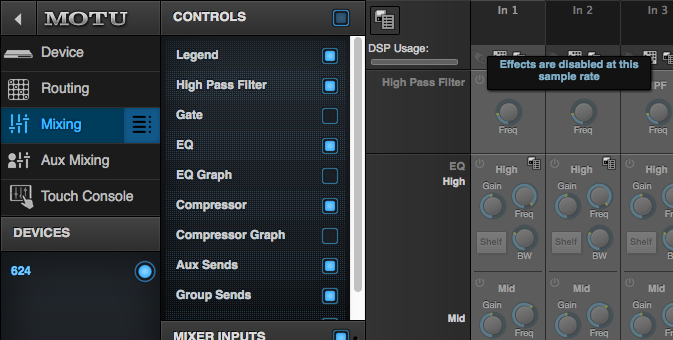 MOTU
Device
Routing
Mixing
Aux Mixing
Touch Console
DEVICES
624
CONTROLS
Legend
High Pass Filter
Gate
EQ
EQ Graph
Compressor
Compressor Graph
Aux Sends
Group Sends
MIXER INPUTS
DSP Usage:
High Pass Filter
EQ
High
Mid
In 1
In 2
In 3
Effects are disabled at this
sample rate
PF
Freq
Freq
Freq
High
High
High
Gain
Gain
Gain
Freq
Freq
Shelf
Shelf
Shelf
BW
BW
Mid
Mid
Mid
Gain
Gain
Gain
Freq
Freq